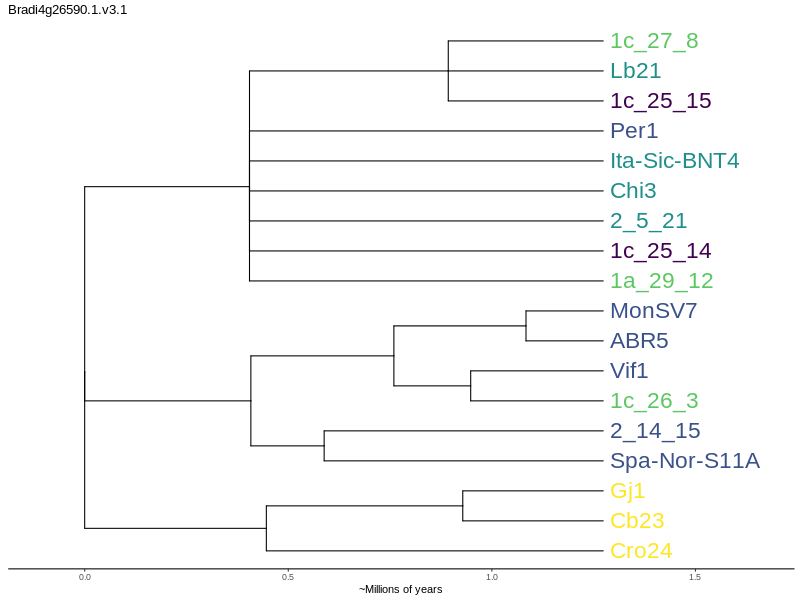 Bradi4g26590.1.v3.1
1c_27_8
Lb21
1c_25_15
Per1
Ita-Sic-BNT4
Chi3
2_5_21
1c_25_14
1a_29_12
MonSV7
ABR5
Vif1
1c_26_3
2_14_15
Spa-Nor-S11A
Gj1
Cb23
Cro24
0.0 0.5 1.0 1.5
~Millions of years